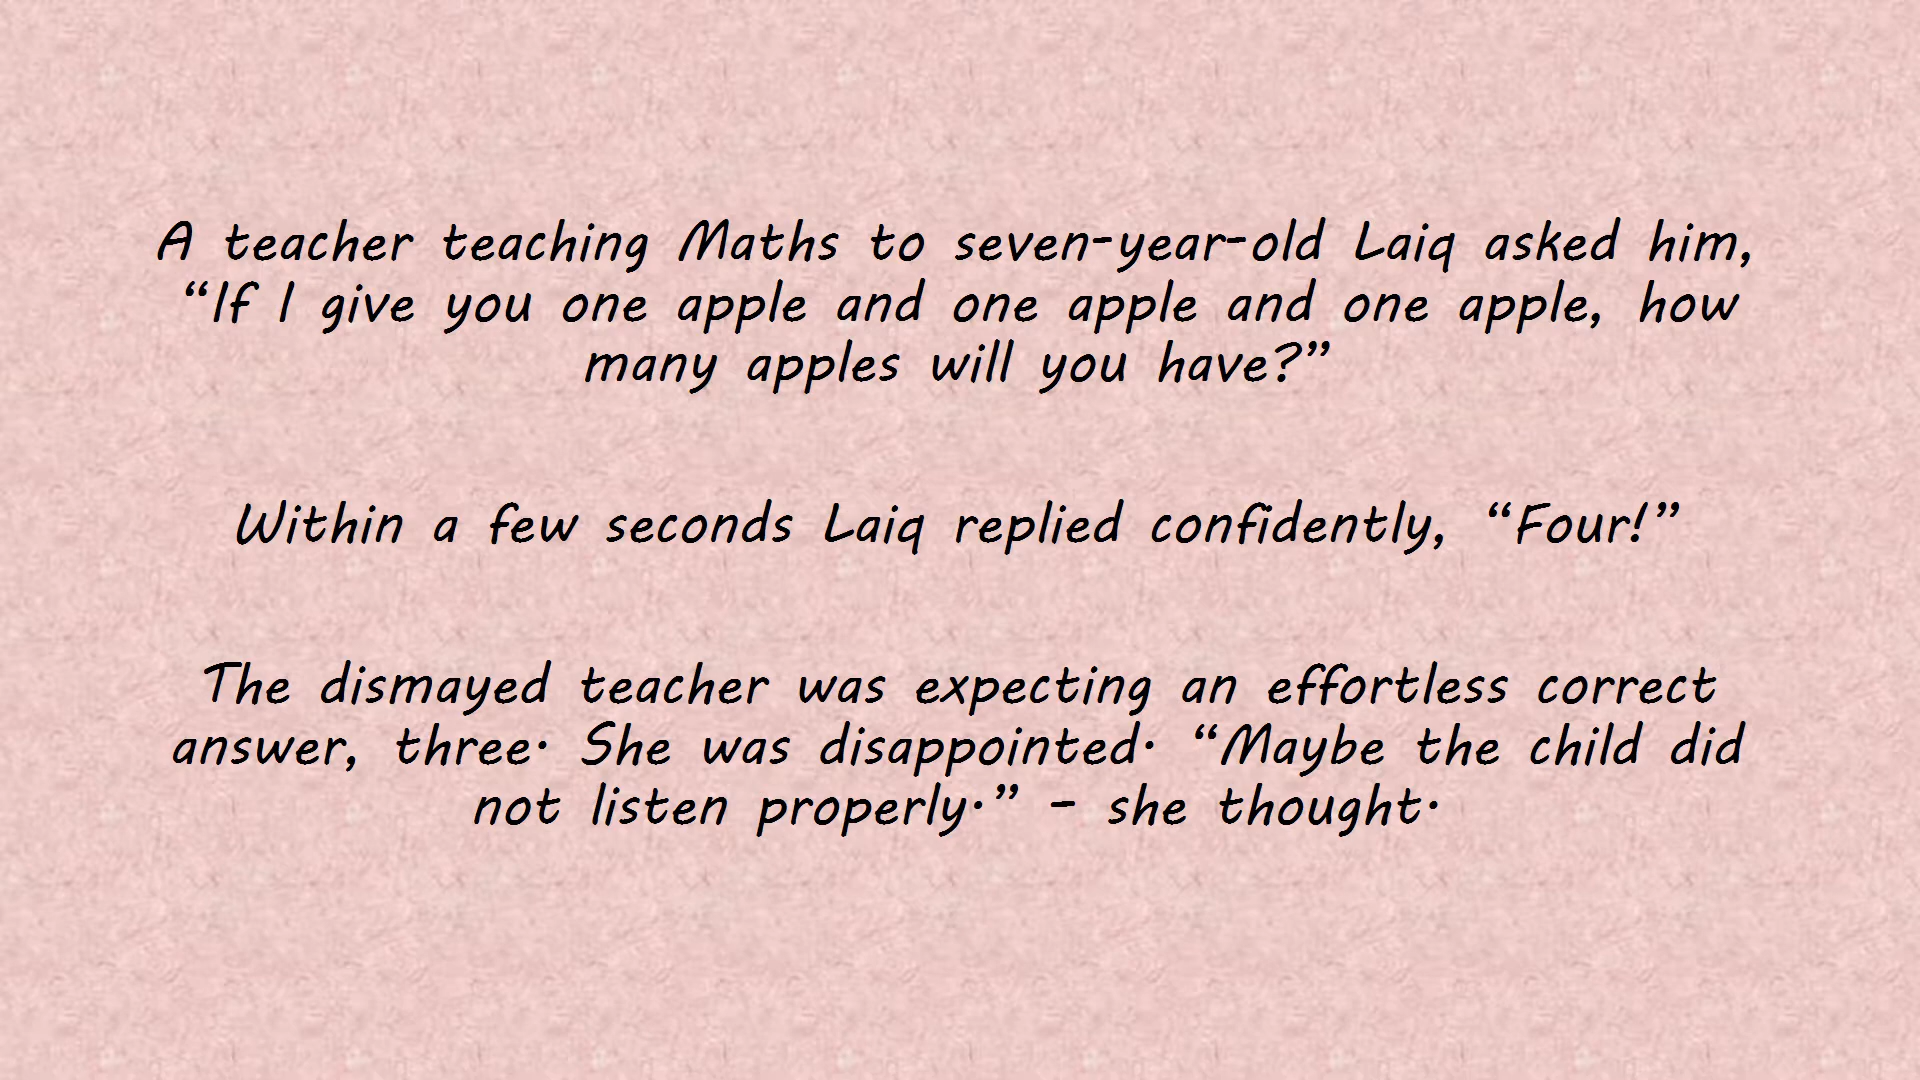 A teacher teaching Maths to seven-year-old Laiq asked him,
“If I give you one apple and one apple and one apple, how
many apples will you have?”
Within a few seconds Laiq replied confidently, “Four!”
The dismayed teacher was expecting an effortless correct
answer, three. She was disappointed. “Maybe the child did
not listen properly.” – she thought.